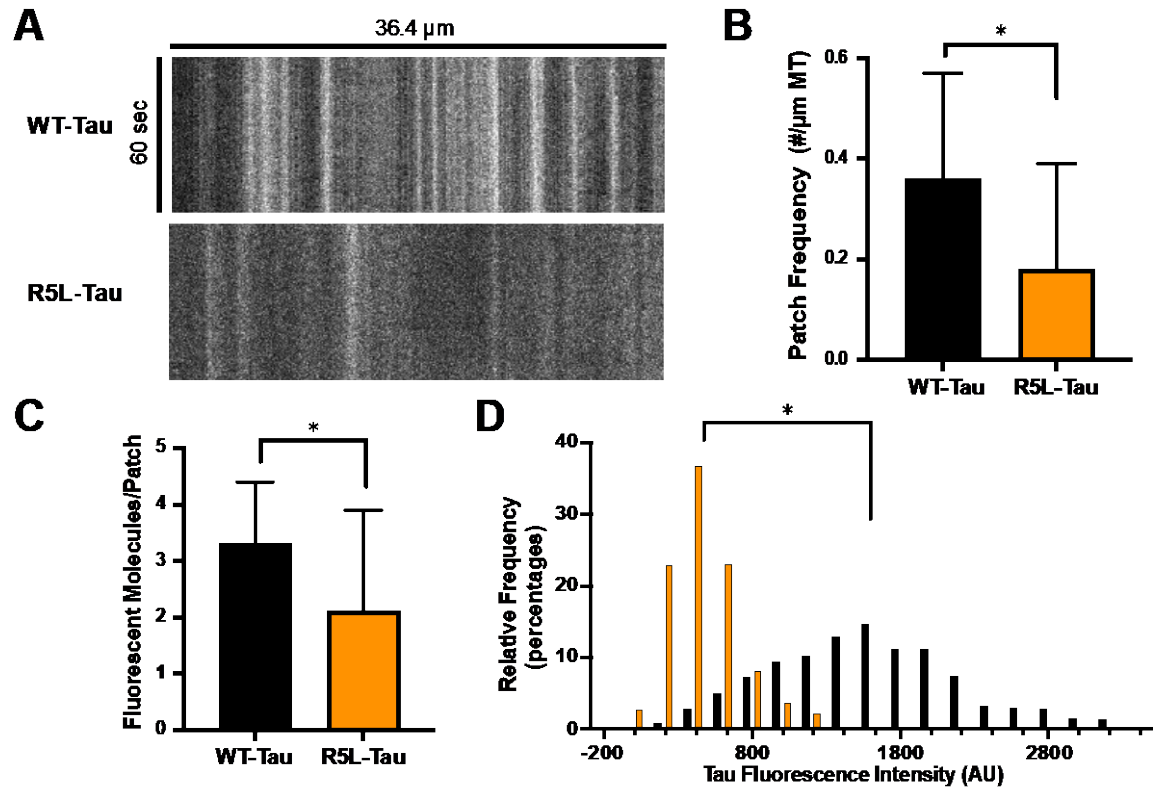 A
36.4 µm
WT-Tau
60 sec
R5L-Tau
B
*
Patch Frequency (#/µm MT)
0.6
0.4
0.2
0.0
WT-Tau
R5L-Tau
C
*
Fluorescent Molecules/Patch
5
4
3
2
1
0
WT-Tau
R5L-Tau
D
*
Relative Frequency
(percentages)
40
30
20
10
0
-200
800
1800
2800
Tau Fluorescence Intensity (AU)